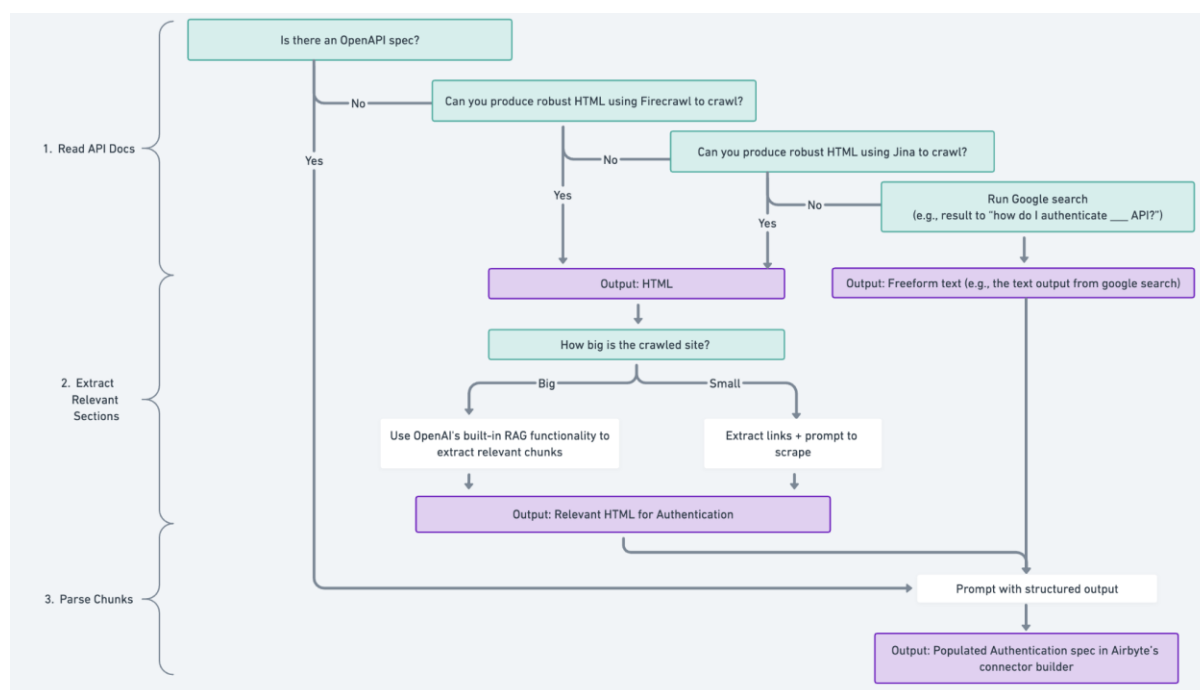 Is there an OpenAPI spec?
No
Can you produce robust HTML using Firecrawl to crawl?
1. Read API Docs
Yes
No
Can you produce robust HTML using Jina to crawl?
Yes
No
Run Google search
(e.g., result to “how do I authenticate ___ API?”)
Yes
Output: HTML
Output: Freeform text (e.g., the text output from google search)
How big is the crawled site?
2. Extract
Relevant
Sections
Big
Small
Use OpenAI's built-in RAG functionality to
extract relevant chunks
Extract links + prompt to
scrape
Output: Relevant HTML for Authentication
3. Parse Chunks
Prompt with structured output
Output: Populated Authentication spec in Airbyte's
connector builder